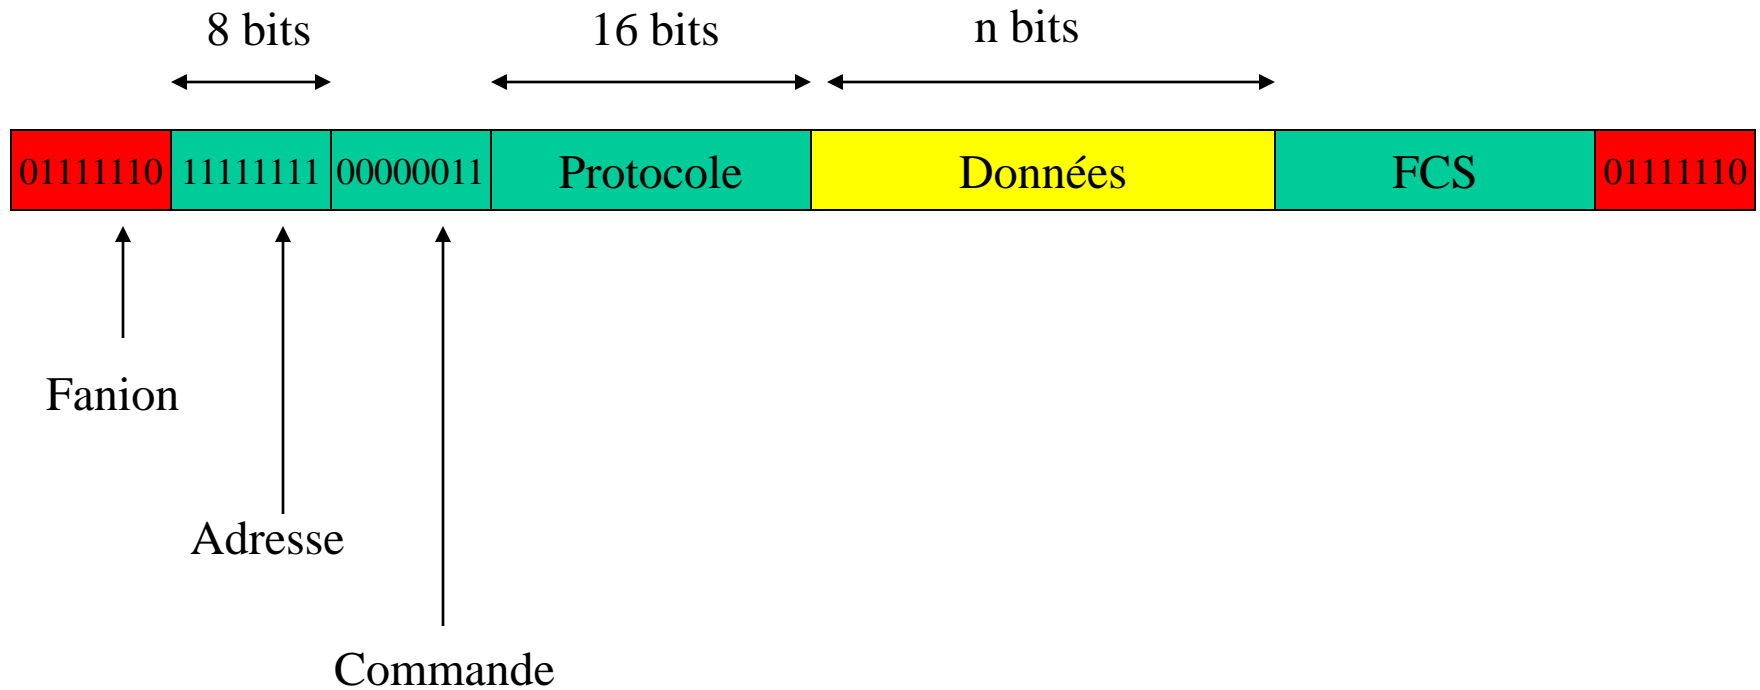 8 bits 16 bits n bits
01111110 11111111 00000011 Protocole Données FCS 01111110
Fanion
Adresse
Commande